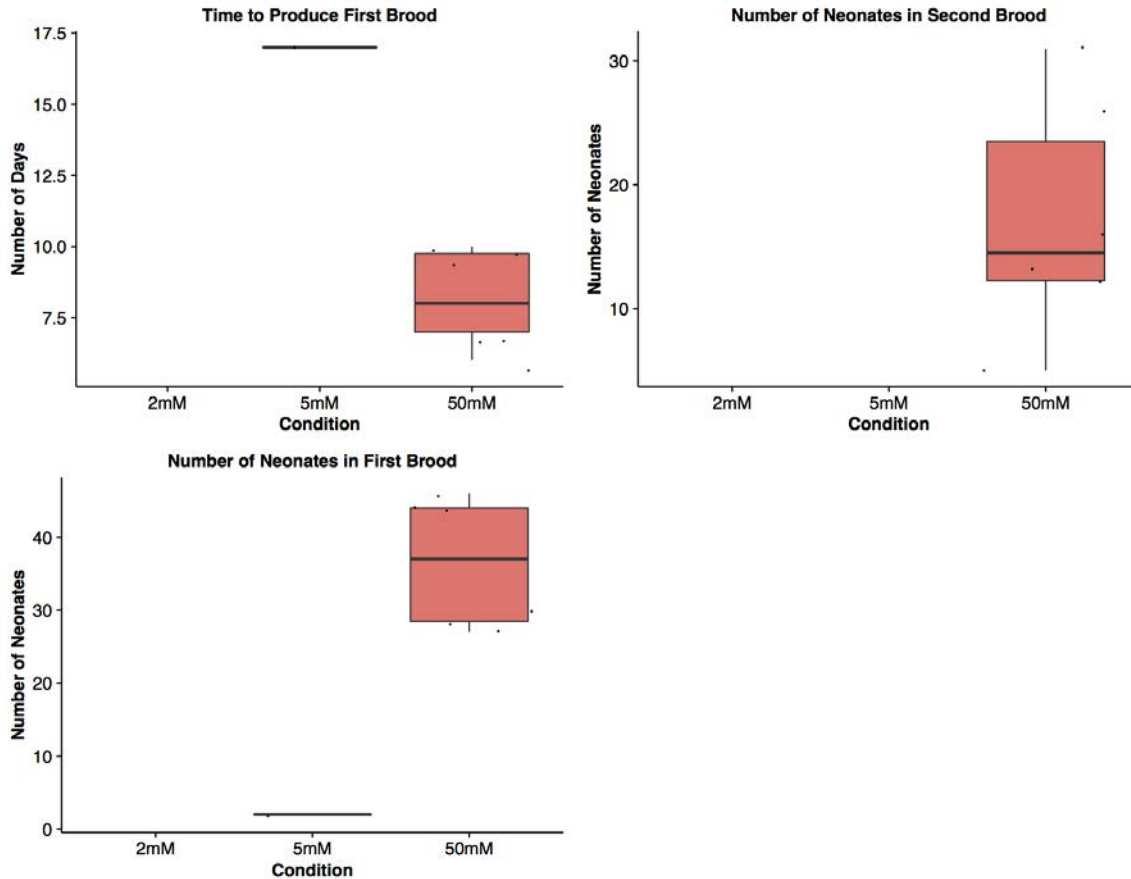 Time to Produce First Brood
Number of Days
17.5
15.0
12.5
10.0
7.5
2mM 5mM 50mM
Condition
Number of Neonates in Second Brood
Number of Neonates
30
20
10
2mM 5mM 50mM
Condition
Number of Neonates in First Brood
Number of Neonates
40
30
20
10
0
2mM 5mM 50mM
Condition